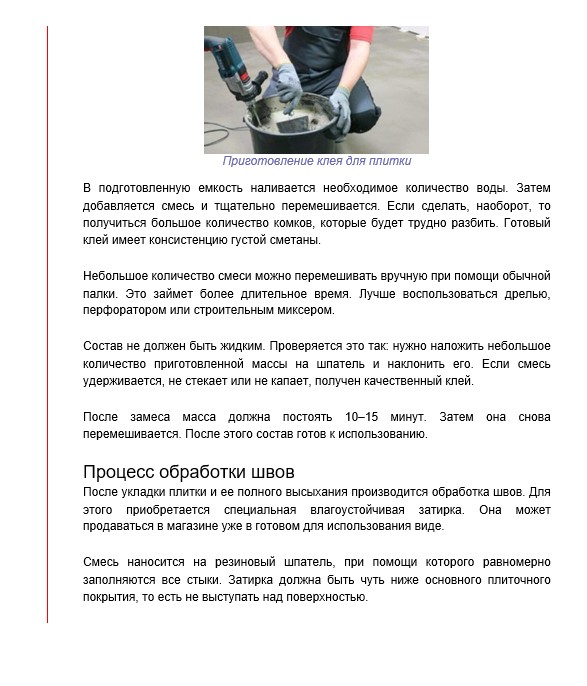 Приготовление клея для плитки
В подготовленную емкость наливается необходимое количество воды. Затем
добавляется смесь и тщательно перемешивается. Если сделать, наоборот, то
получиться большое количество комков, которые будет трудно разбить. Готовый
клей имеет консистенцию густой сметаны.
Небольшое количество смеси можно перемешивать вручную при помощи обычной
палки. Это займет более длительное время. Лучше воспользоваться дрелью,
перфоратором или строительным миксером.
Состав не должен быть жидким. Проверяется это так: нужно наложить небольшое
количество приготовленной массы на шпатель и наклонить его. Если смесь
удерживается, не стекает или не капает, получен качественный клей.
После замеса масса должна постоять 10–15 минут. Затем она снова
перемешивается. После этого состав готов к использованию.
Процесс обработки швов
После укладки плитки и ее полного высыхания производится обработка швов. Для
этого приобретается специальная влагоустойчивая затирка. Она может
продаваться в магазине уже в готовом для использования виде.
Смесь наносится на резиновый шпатель, при помощи которого равномерно
заполняются все стыки. Затирка должна быть чуть ниже основного плиточного
покрытия, то есть не выступать над поверхностью.